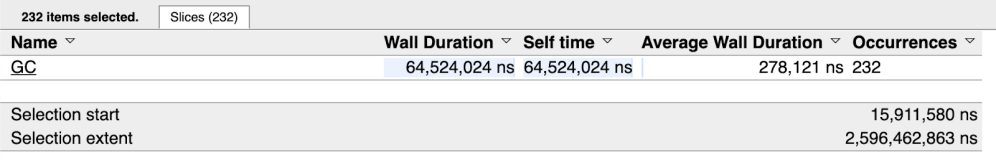 232 items selected. Slices (232)
Name ▽ Wall Duration ▽ Self time ▽ Average Wall Duration ▽ Occurrences ▽
GC 64,524,024 ns 64,524,024 ns 278,121 ns 232
Selection start 15,911,580 ns
Selection extent 2,596,462,863 ns